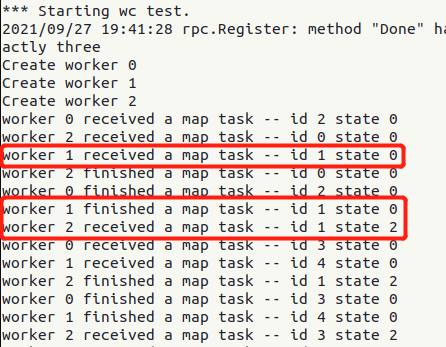 *** Starting wc test.
2021/09/27 19:41:28 rpc.Register: method "Done" ha
actly three
Create worker 0
Create worker 1
Create worker 2
worker 0 received a map task -- id 2 state 0
worker 2 received a map task -- id 0 state 0
worker 1 received a map task -- id 1 state 0
worker 2 finished a map task -- id 0 state 0
worker 0 finished a map task -- id 2 state 0
worker 1 finished a map task -- id 1 state 0
worker 2 received a map task -- id 1 state 2
worker 0 received a map task -- id 3 state 0
worker 1 received a map task -- id 4 state 0
worker 2 finished a map task -- id 1 state 2
worker 0 finished a map task -- id 3 state 0
worker 1 finished a map task -- id 4 state 0
worker 2 received a map task -- id 3 state 2